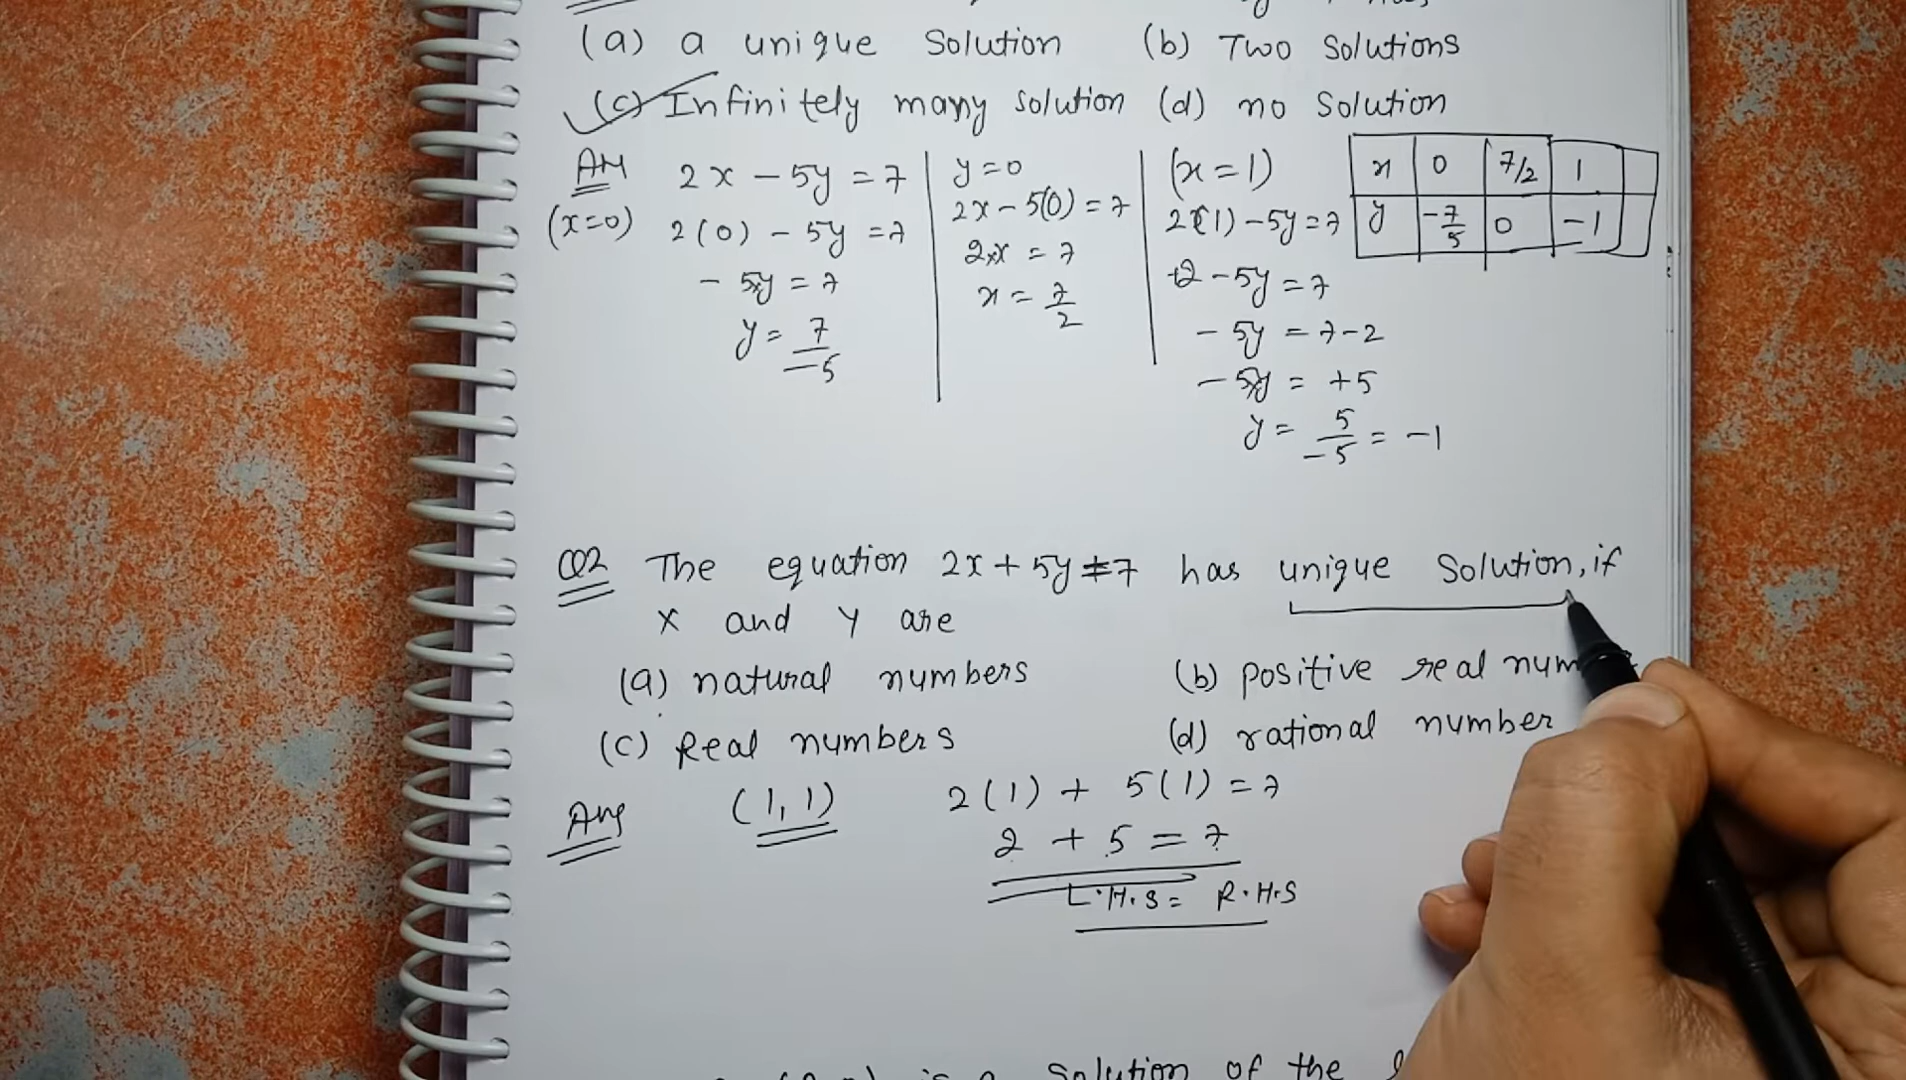 (a) a unique Solution (b) Two Solutions
(c) Infinitely many solution (d) no Solution
Ans 2x - 5y = 7
(x=0) 2(0) - 5y = 7
- 5y = 7
y = 7/-5
y = 0
2x - 5(0) = 7
2x = 7
x = 7/2
(x = 1)
2(1) - 5y = 7
+2 - 5y = 7
- 5y = 7 - 2
- 5y = +5
y = 5/-5 = -1
x 0 7/2 1
y -7/5 0 -1
Q2 The equation 2x + 5y = 7 has unique Solution, if
x and y are
(a) natural numbers (b) positive real num
(c) Real numbers (d) rational number
Ans (1, 1) 2(1) + 5(1) = 7
2 + 5 = 7
L.H.S = R.H.S
is a Solution of the